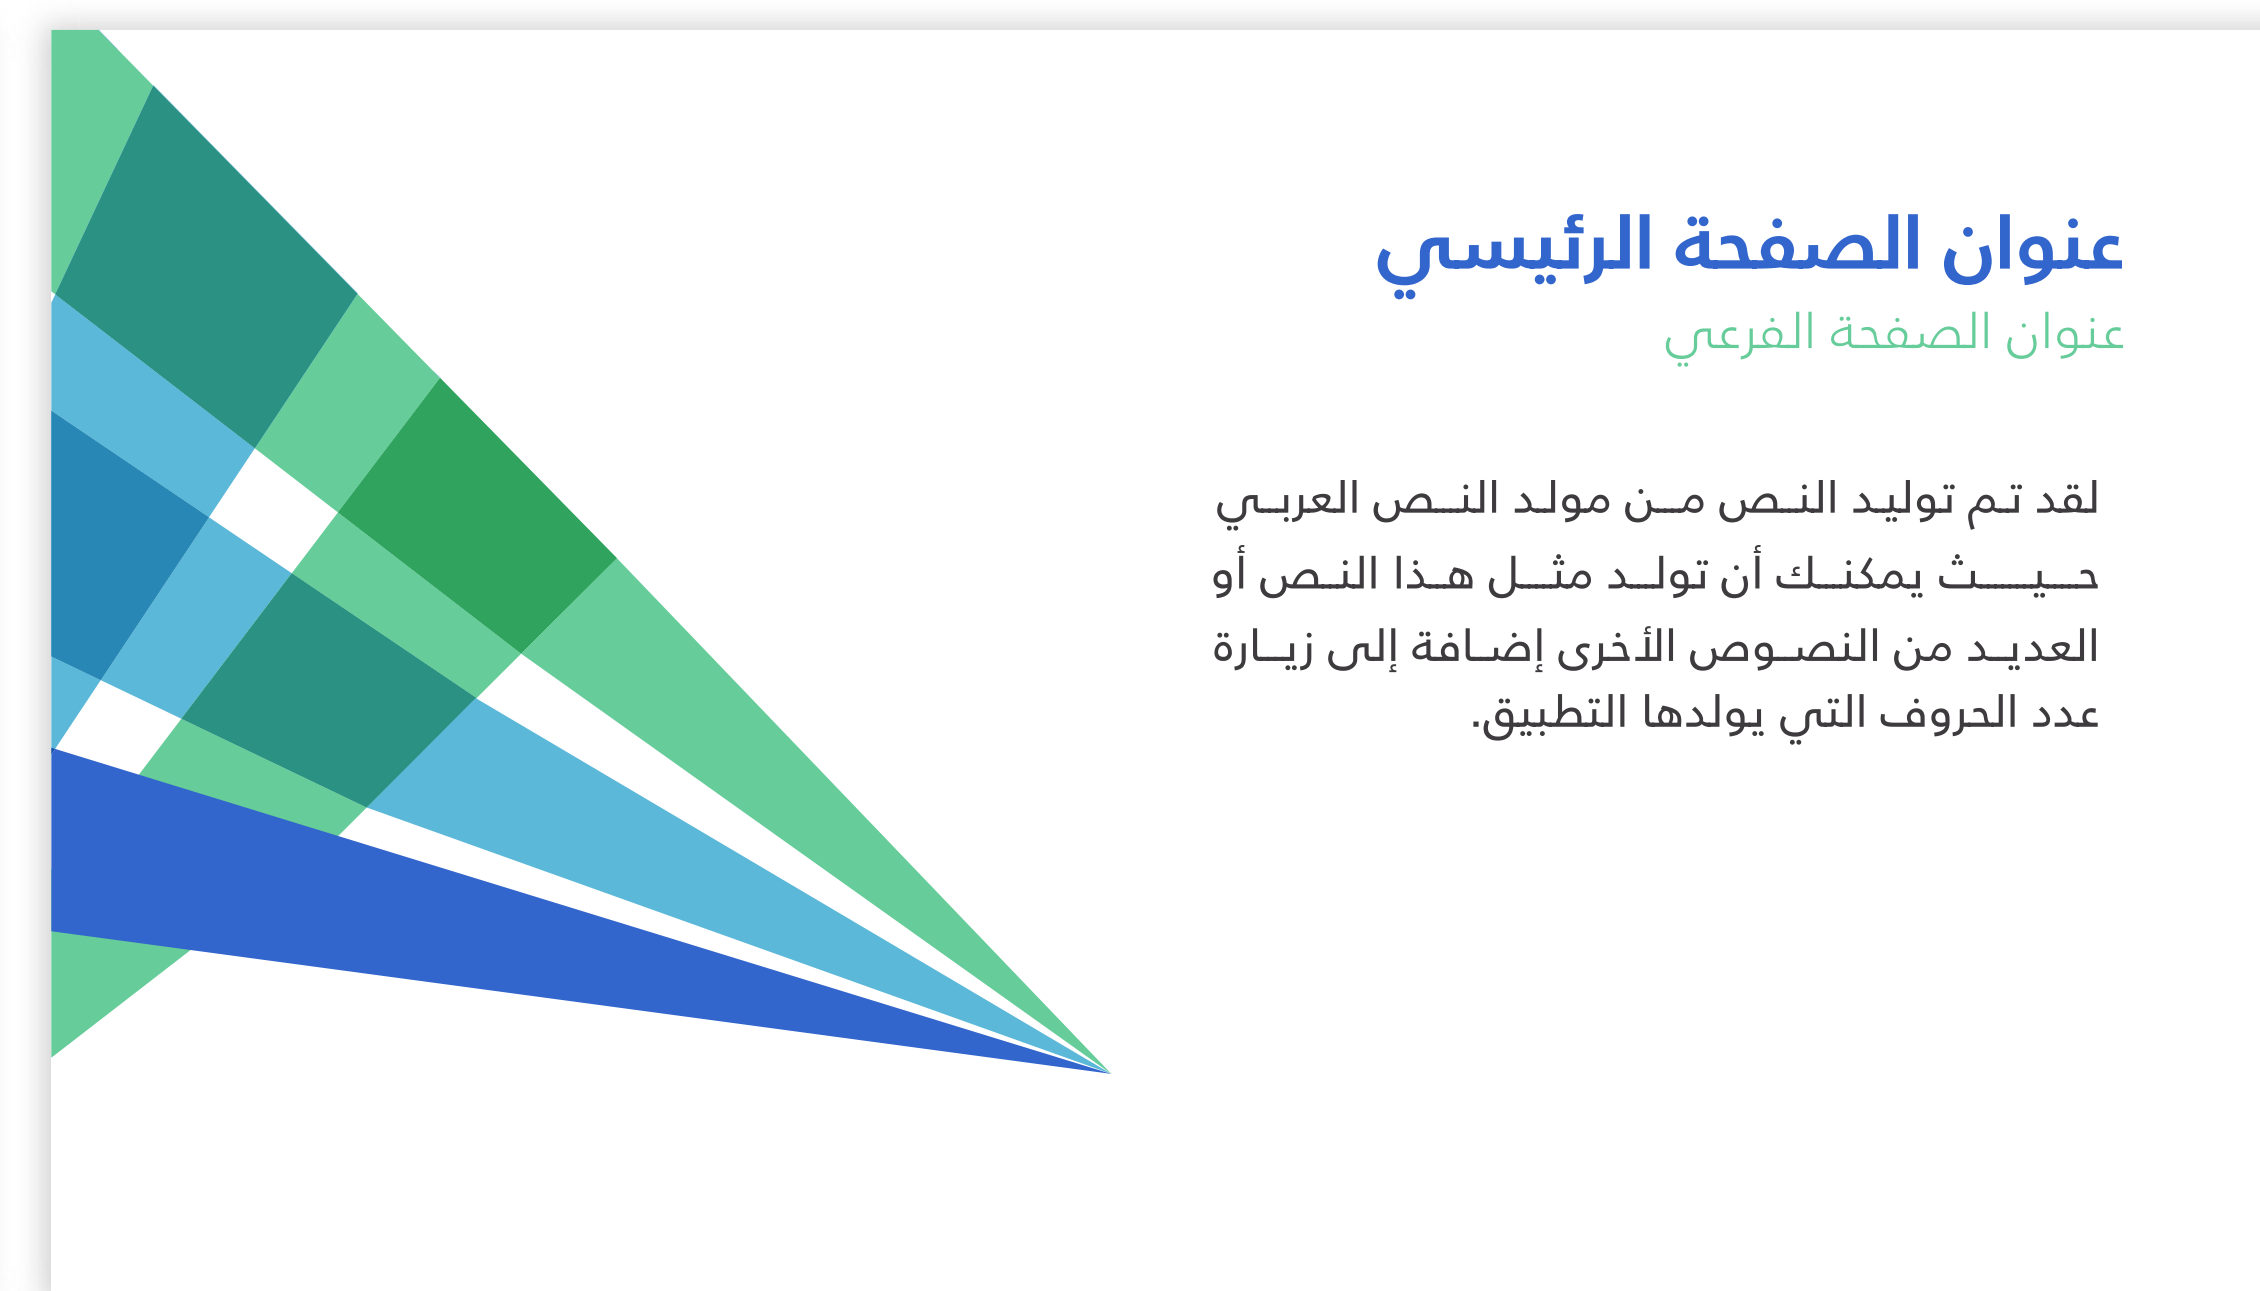 عنوان الصفحة الرئيسي
عنوان الصفحة الفرعي
لقد تم توليد النص من مولد النص العربي
حيث يمكنك أن تولد مثل هذا النص أو
العديد من النصوص الأخرى إضافة إلى زيارة
عدد الحروف التي يولدها التطبيق.